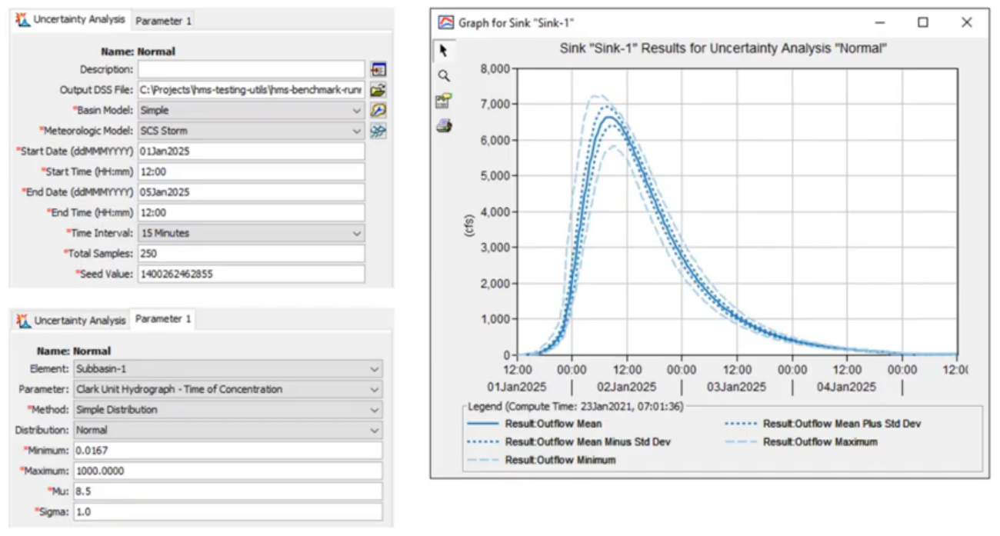 Uncertainty Analysis Parameter 1
Name: Normal
Description:
Output DSS File: C:\Projects\hms-testing-utils\hms-benchmark-runr
*Basin Model: Simple
*Meteorologic Model: SCS Storm
*Start Date (ddMMMYYYY) 01Jan2025
*Start Time (HH:mm) 12:00
*End Date (ddMMMYYYY) 05Jan2025
*End Time (HH:mm) 12:00
*Time Interval: 15 Minutes
*Total Samples: 250
*Seed Value: 1400262462855
Uncertainty Analysis Parameter 1
Name: Normal
Element: Subbasin-1
Parameter: Clark Unit Hydrograph - Time of Concentration
*Method: Simple Distribution
Distribution: Normal
*Minimum: 0.0167
*Maximum: 1000.0000
*Mu: 8.5
*Sigma: 1.0
Graph for Sink "Sink-1"
Sink "Sink-1" Results for Uncertainty Analysis "Normal"
8,000
7,000
6,000
5,000
4,000
3,000
2,000
1,000
0
(cfs)
12:00 00:00 12:00 00:00 12:00 00:00 12:00 00:00 12:00
01Jan2025 | 02Jan2025 | 03Jan2025 | 04Jan2025 |
Legend (Compute Time: 23Jan2021, 07:01:36)
Result:Outflow Mean Result:Outflow Mean Plus Std Dev
Result:Outflow Mean Minus Std Dev Result:Outflow Maximum
Result:Outflow Minimum